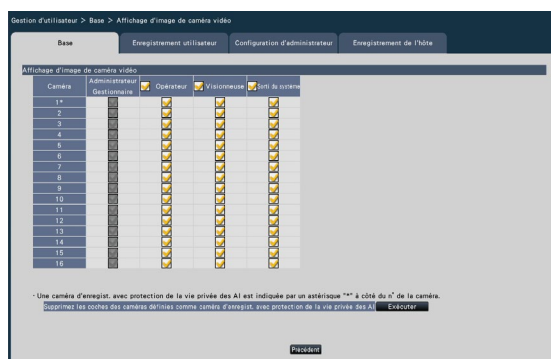 Gestion d'utilisateur > Base > Affichage d'image de caméra vidéo
Base Enregistrement utilisateur Configuration d'administrateur Enregistrement de l'hôte
Affichage d'image de caméra vidéo
Caméra Administrateur Gestionnaire Opérateur Visionneuse Sorti du système
1*
2
3
4
5
6
7
8
9
10
11
12
13
14
15
16
- Une caméra d'enregist. avec protection de la vie privée des AI est indiquée par un astérisque "*" à côté du n° de la caméra.
Supprimez les coches des caméras définies comme caméra d'enregist. avec protection de la vie privée des AI Exécuter
Précédent